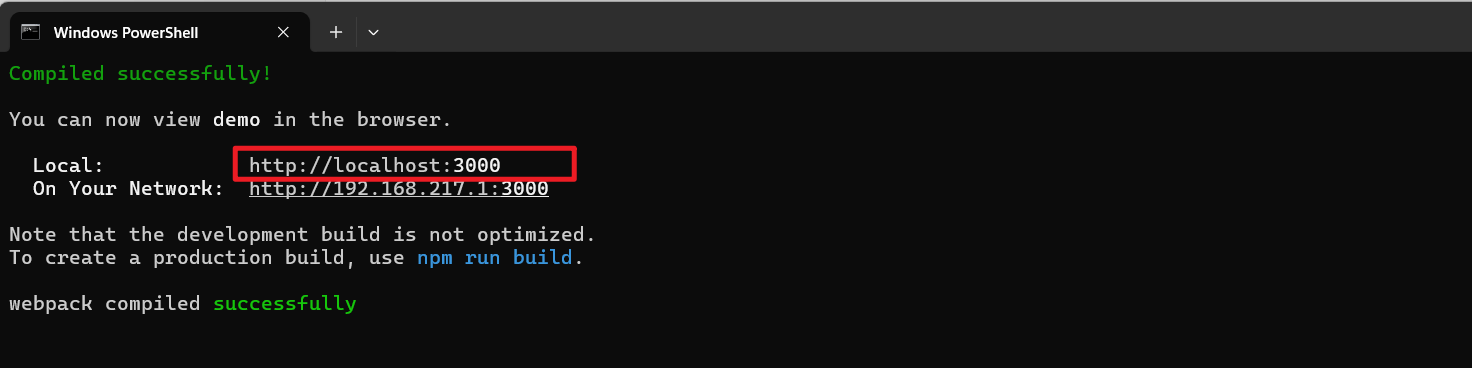 Windows PowerShell
Compiled successfully!
You can now view demo in the browser.
Local: http://localhost:3000
On Your Network: http://192.168.217.1:3000
Note that the development build is not optimized.
To create a production build, use npm run build.
webpack compiled successfully